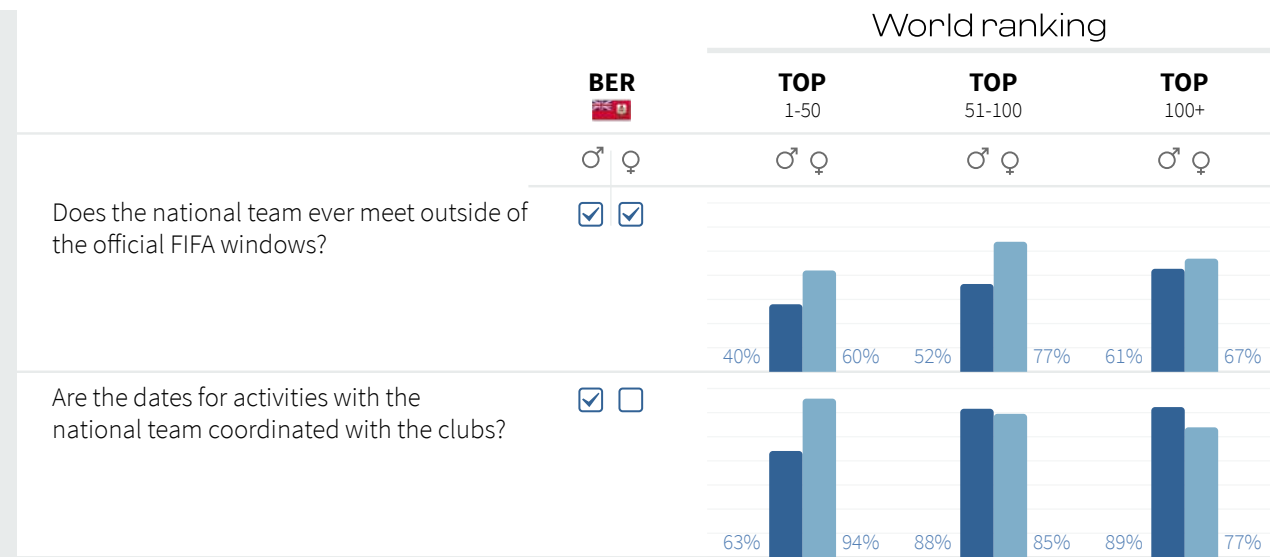 World ranking
BER TOP TOP TOP
1-50 51-100 100+
♂ ♀ ♂ ♀ ♂ ♀ ♂ ♀
Does the national team ever meet outside of
the official FIFA windows?
40% 60% 52% 77% 61% 67%
Are the dates for activities with the
national team coordinated with the clubs?
63% 94% 88% 85% 89% 77%